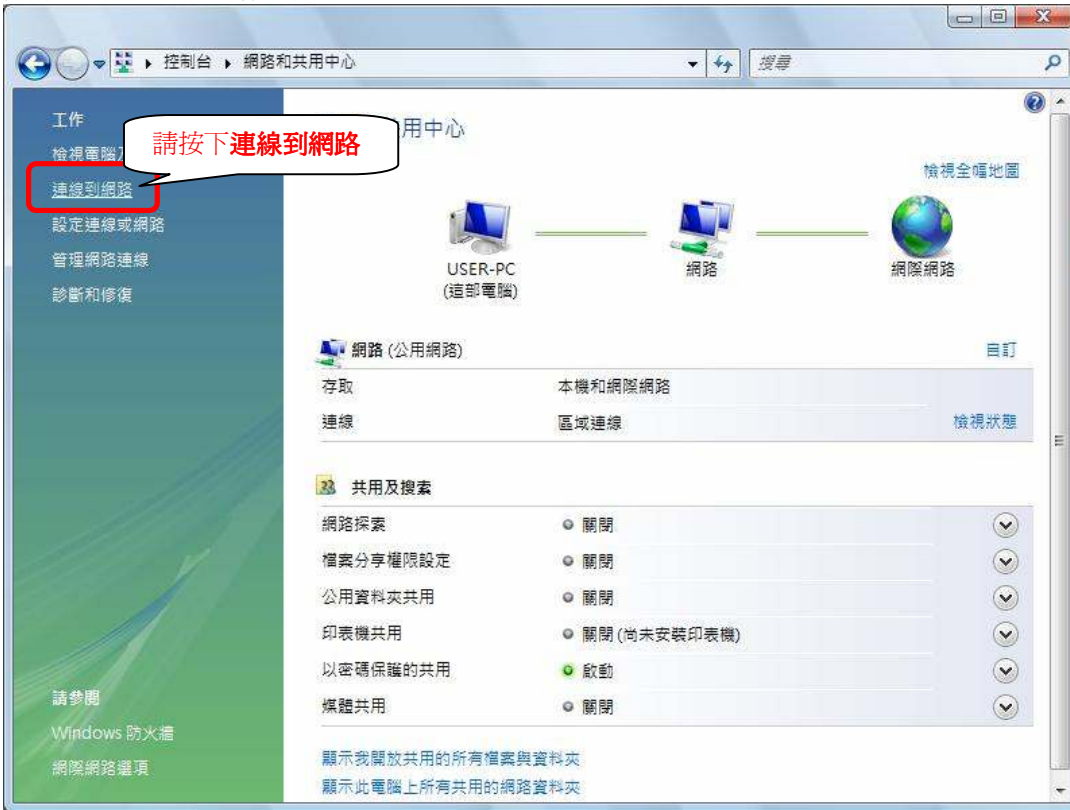 控制台 ▸ 網路和共用中心
搜尋
工作
檢視電腦
連線到網路
設定連線或網路
管理網路連線
診斷和修復
請參閱
Windows 防火牆
網際網路選項
請按下連線到網路
用中心
檢視全幅地圖
USER-PC
(這部電腦)
網路
網際網路
網路 (公用網路)
自訂
存取 本機和網際網路
連線 區域連線 檢視狀態
共用及搜索
網路探索 關閉
檔案分享權限設定 關閉
公用資料夾共用 關閉
印表機共用 關閉 (尚未安裝印表機)
以密碼保護的共用 啟動
媒體共用 關閉
顯示我開放共用的所有檔案與資料夾
顯示此電腦上所有共用的網路資料夾